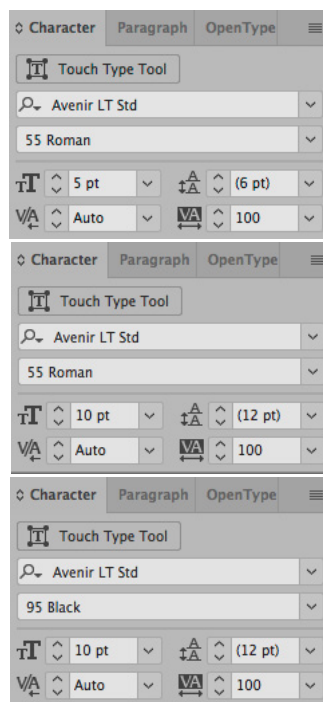 Character Paragraph OpenType
Touch Type Tool
Avenir LT Std
55 Roman
5 pt (6 pt)
Auto 100
Character Paragraph OpenType
Touch Type Tool
Avenir LT Std
55 Roman
10 pt (12 pt)
Auto 100
Character Paragraph OpenType
Touch Type Tool
Avenir LT Std
95 Black
10 pt (12 pt)
Auto 100